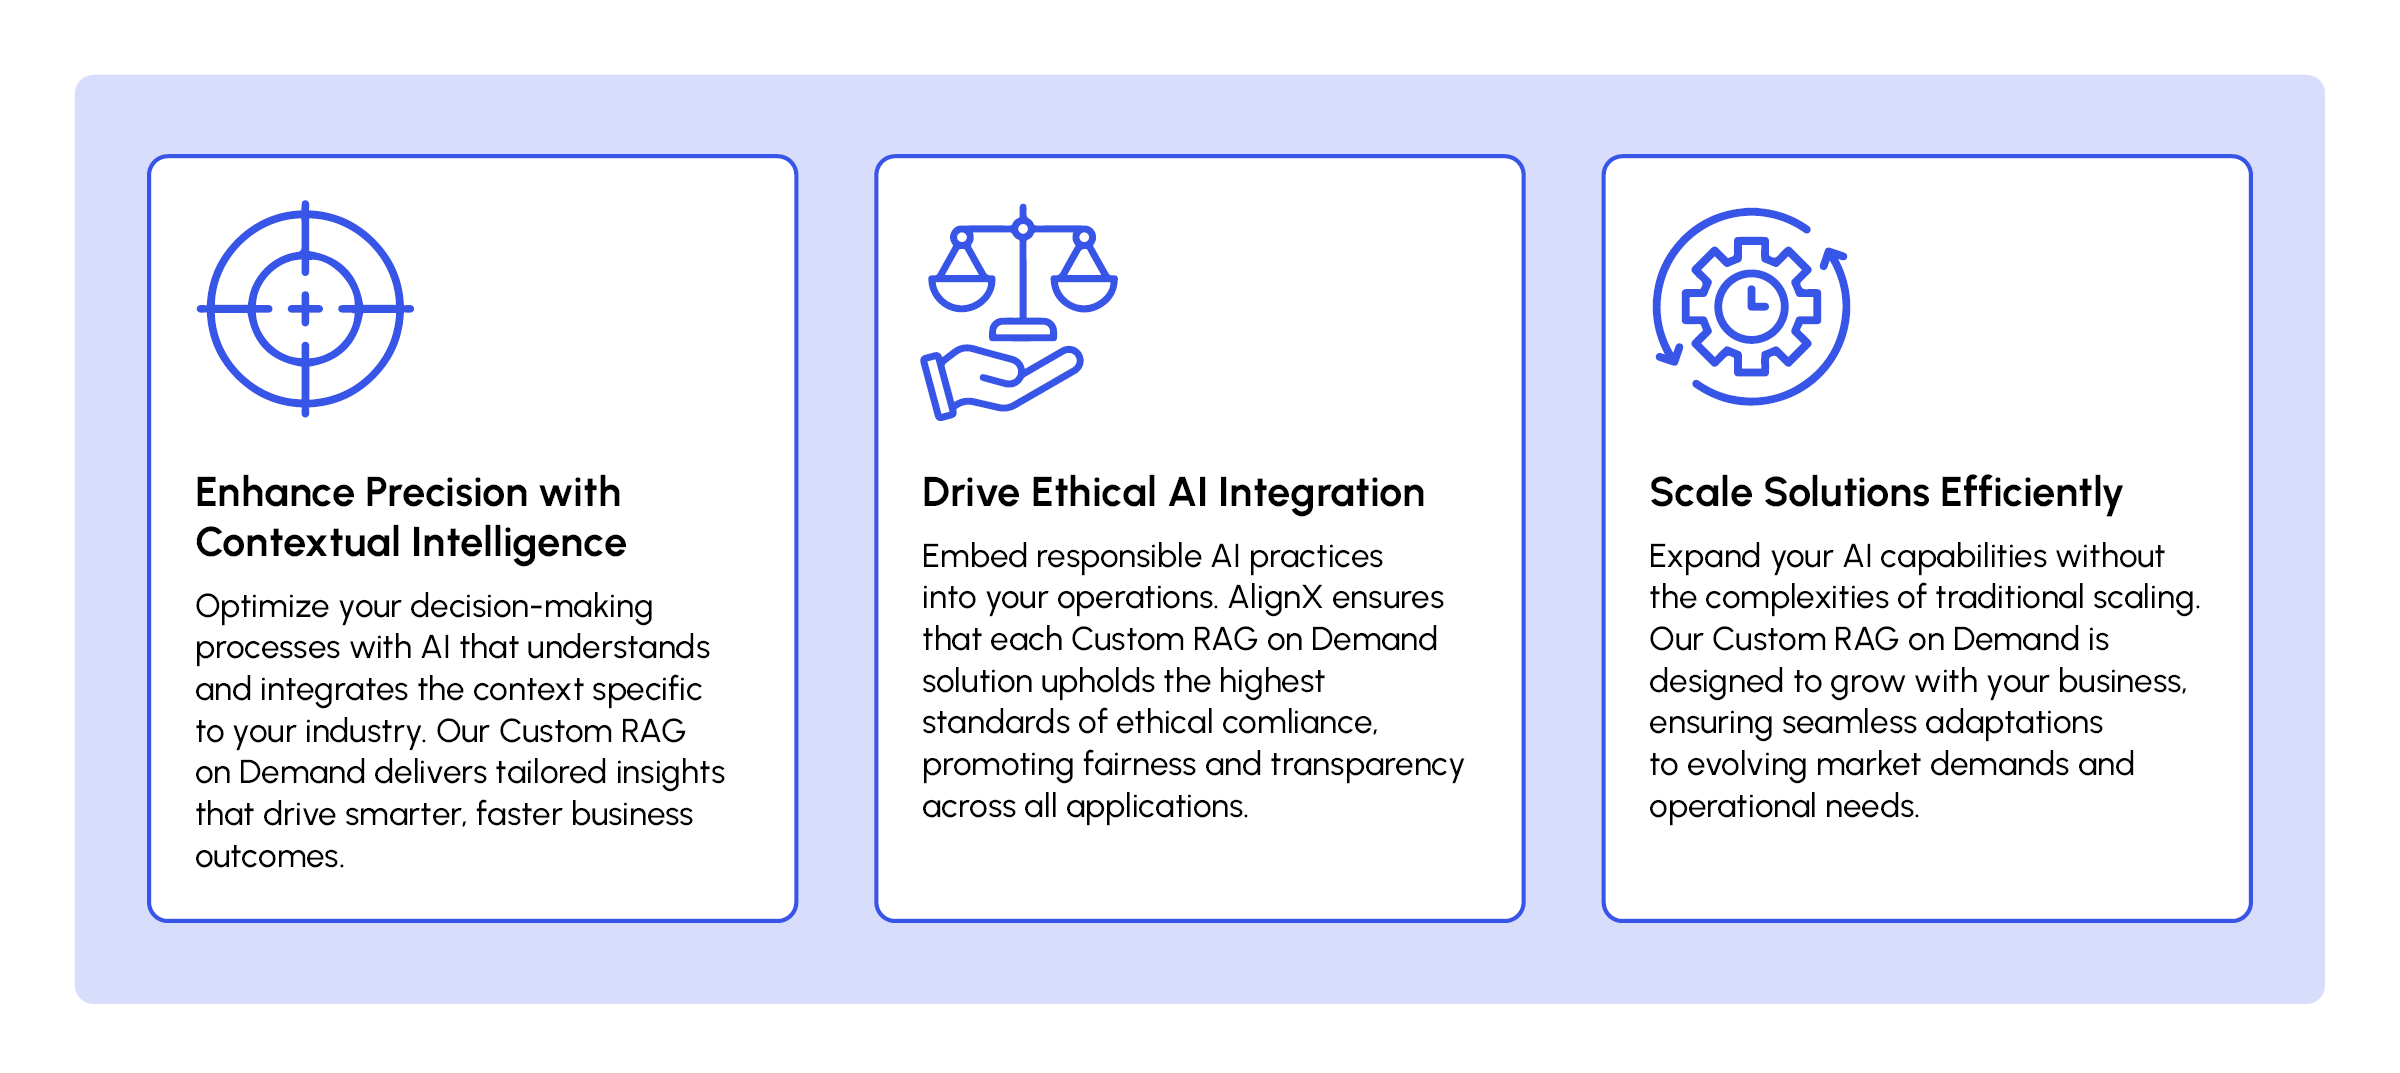 Enhance Precision with
Contextual Intelligence
Optimize your decision-making
processes with AI that understands
and integrates the context specific
to your industry. Our Custom RAG
on Demand delivers tailored insights
that drive smarter, faster business
outcomes.
Drive Ethical AI Integration
Embed responsible AI practices
into your operations. AlignX ensures
that each Custom RAG on Demand
solution upholds the highest
standards of ethical comliance,
promoting fairness and transparency
across all applications.
Scale Solutions Efficiently
Expand your AI capabilities without
the complexities of traditional scaling.
Our Custom RAG on Demand is
designed to grow with your business,
ensuring seamless adaptations
to evolving market demands and
operational needs.